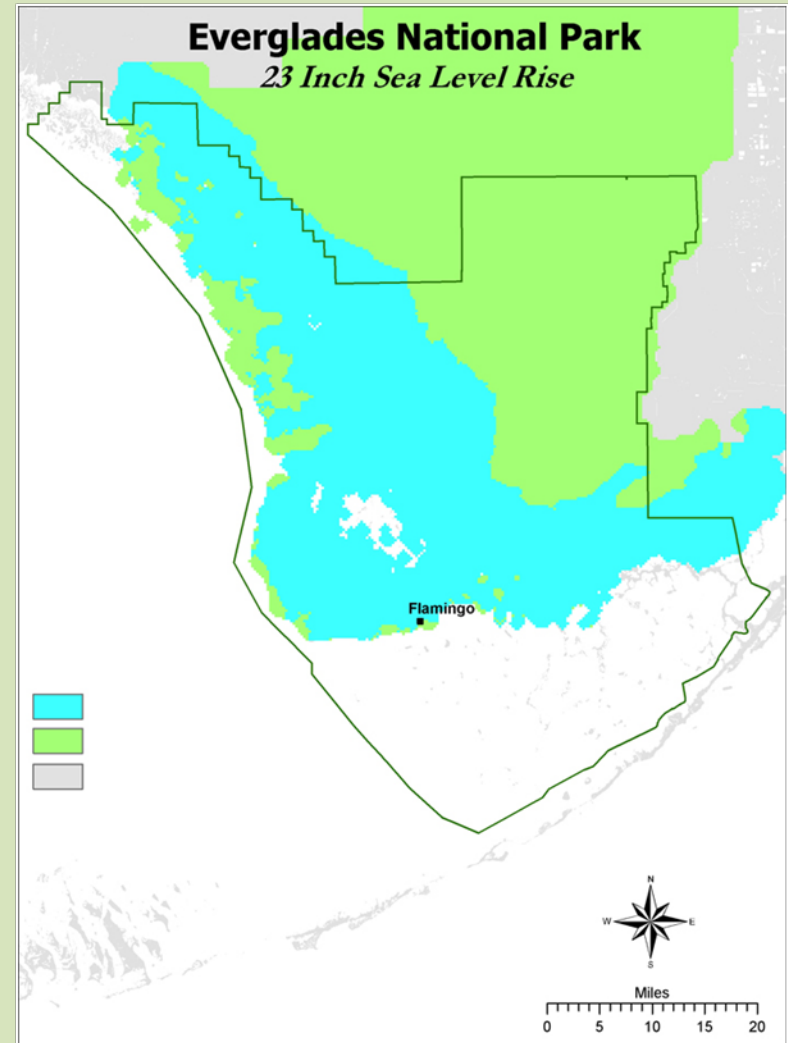 Everglades National Park
23 Inch Sea Level Rise
Flamingo
N
W E
S
Miles
0 5 10 15 20